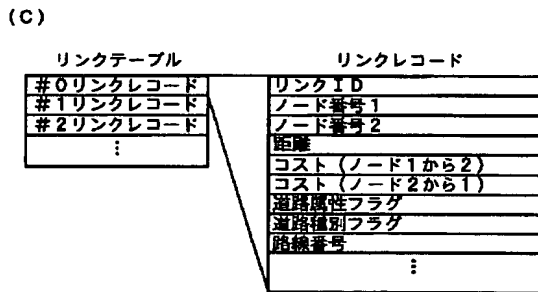 (C)
リンクテーブル
リンクレコード
#0リンクレコード
#1リンクレコード
#2リンクレコード
⋮
リンクID
ノード番号1
ノード番号2
距離
コスト(ノード1から2)
コスト(ノード2から1)
道路属性フラグ
道路種別フラグ
路線番号
⋮